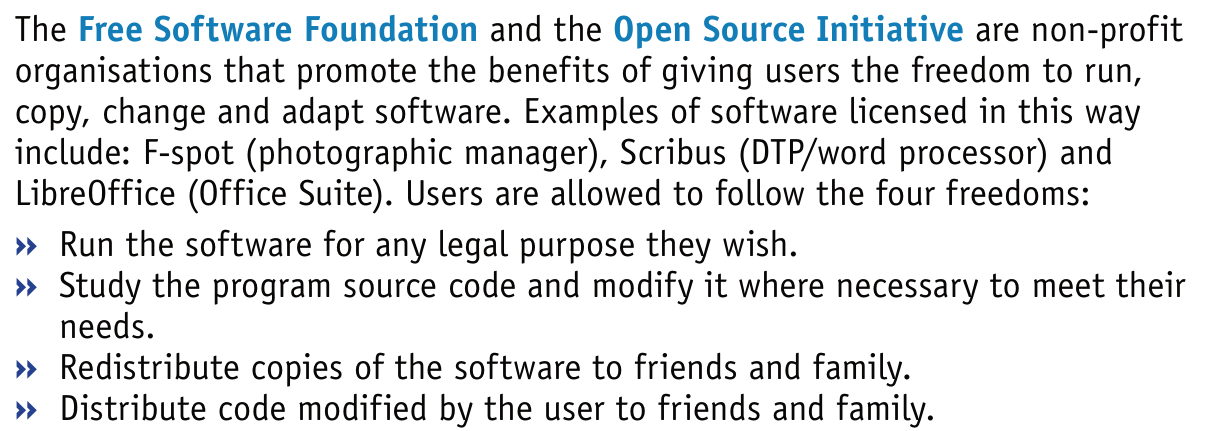 The Free Software Foundation and the Open Source Initiative are non-profit
organisations that promote the benefits of giving users the freedom to run,
copy, change and adapt software. Examples of software licensed in this way
include: F-spot (photographic manager), Scribus (DTP/word processor) and
LibreOffice (Office Suite). Users are allowed to follow the four freedoms:
» Run the software for any legal purpose they wish.
» Study the program source code and modify it where necessary to meet their
needs.
» Redistribute copies of the software to friends and family.
» Distribute code modified by the user to friends and family.